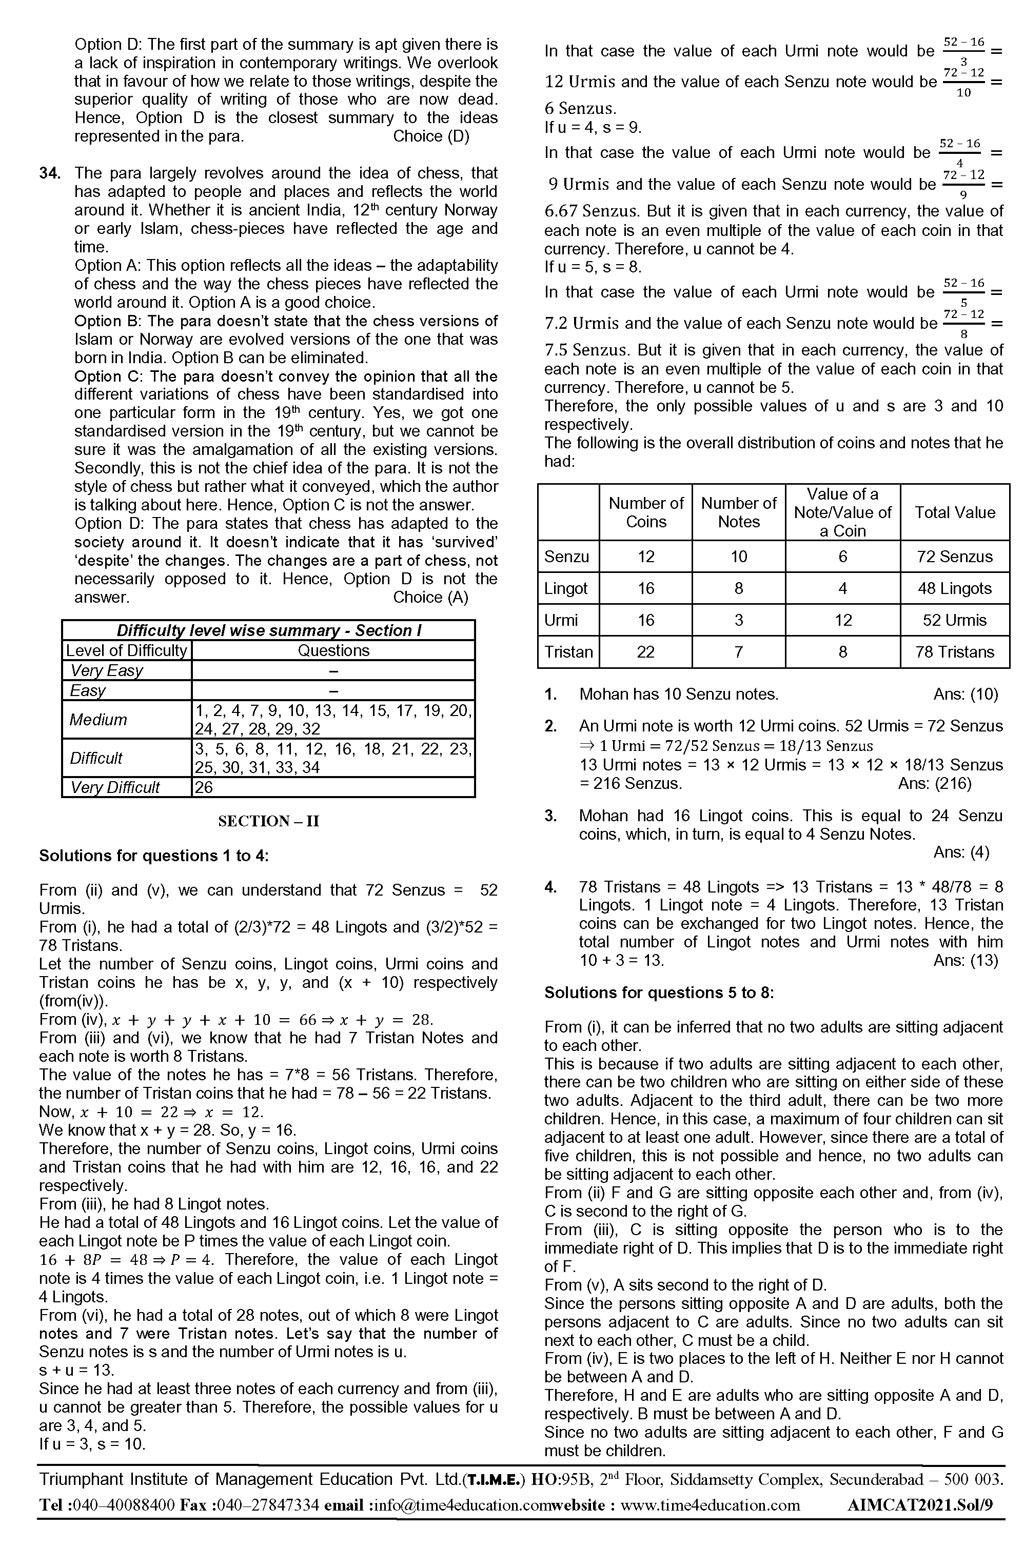 Option D: The first part of the summary is apt given there is
a lack of inspiration in contemporary writings. We overlook
that in favour of how we relate to those writings, despite the
superior quality of writing of those who are now dead.
Hence, Option D is the closest summary to the ideas
represented in the para. Choice (D)
34. The para largely revolves around the idea of chess, that
has adapted to people and places and reflects the world
around it. Whether it is ancient India, 12th century Norway
or early Islam, chess-pieces have reflected the age and
time.
Option A: This option reflects all the ideas – the adaptability
of chess and the way the chess pieces have reflected the
world around it. Option A is a good choice.
Option B: The para doesn't state that the chess versions of
Islam or Norway are evolved versions of the one that was
born in India. Option B can be eliminated.
Option C: The para doesn't convey the opinion that all the
different variations of chess have been standardised into
one particular form in the 19th century. Yes, we got one
standardised version in the 19th century, but we cannot be
sure it was the amalgamation of all the existing versions.
Secondly, this is not the chief idea of the para. It is not the
style of chess but rather what it conveyed, which the author
is talking about here. Hence, Option C is not the answer.
Option D: The para states that chess has adapted to the
society around it. It doesn't indicate that it has 'survived'
'despite' the changes. The changes are a part of chess, not
necessarily opposed to it. Hence, Option D is not the
answer. Choice (A)
Difficulty level wise summary - Section I
Level of Difficulty Questions
Very Easy –
Easy –
Medium 1, 2, 4, 7, 9, 10, 13, 14, 15, 17, 19, 20,
24, 27, 28, 29, 32
Difficult 3, 5, 6, 8, 11, 12, 16, 18, 21, 22, 23,
25, 30, 31, 33, 34
Very Difficult 26
SECTION – II
Solutions for questions 1 to 4:
From (ii) and (v), we can understand that 72 Senzus = 52
Urmis.
From (i), he had a total of (2/3)*72 = 48 Lingots and (3/2)*52 =
78 Tristans.
Let the number of Senzu coins, Lingot coins, Urmi coins and
Tristan coins he has be x, y, y, and (x + 10) respectively
(from(iv)).
From (iv), x + y + y + x + 10 = 66 ⇒ x + y = 28.
From (iii) and (vi), we know that he had 7 Tristan Notes and
each note is worth 8 Tristans.
The value of the notes he has = 7*8 = 56 Tristans. Therefore,
the number of Tristan coins that he had = 78 – 56 = 22 Tristans.
Now, x + 10 = 22 ⇒ x = 12.
We know that x + y = 28. So, y = 16.
Therefore, the number of Senzu coins, Lingot coins, Urmi coins
and Tristan coins that he had with him are 12, 16, 16, and 22
respectively.
From (iii), he had 8 Lingot notes.
He had a total of 48 Lingots and 16 Lingot coins. Let the value of
each Lingot note be P times the value of each Lingot coin.
16 + 8P = 48 ⇒ P = 4. Therefore, the value of each Lingot
note is 4 times the value of each Lingot coin, i.e. 1 Lingot note =
4 Lingots.
From (vi), he had a total of 28 notes, out of which 8 were Lingot
notes and 7 were Tristan notes. Let's say that the number of
Senzu notes is s and the number of Urmi notes is u.
s + u = 13.
Since he had at least three notes of each currency and from (iii),
u cannot be greater than 5. Therefore, the possible values for u
are 3, 4, and 5.
If u = 3, s = 10.
In that case the value of each Urmi note would be (52 – 16)/3 =
12 Urmis and the value of each Senzu note would be (72 – 12)/10 =
6 Senzus.
If u = 4, s = 9.
In that case the value of each Urmi note would be (52 – 16)/4 =
9 Urmis and the value of each Senzu note would be (72 – 12)/9 =
6.67 Senzus. But it is given that in each currency, the value of
each note is an even multiple of the value of each coin in that
currency. Therefore, u cannot be 4.
If u = 5, s = 8.
In that case the value of each Urmi note would be (52 – 16)/5 =
7.2 Urmis and the value of each Senzu note would be (72 – 12)/8 =
7.5 Senzus. But it is given that in each currency, the value of
each note is an even multiple of the value of each coin in that
currency. Therefore, u cannot be 5.
Therefore, the only possible values of u and s are 3 and 10
respectively.
The following is the overall distribution of coins and notes that he
had:
Number of Coins Number of Notes Value of a Note/Value of a Coin Total Value
Senzu 12 10 6 72 Senzus
Lingot 16 8 4 48 Lingots
Urmi 16 3 12 52 Urmis
Tristan 22 7 8 78 Tristans
1. Mohan has 10 Senzu notes. Ans: (10)
2. An Urmi note is worth 12 Urmi coins. 52 Urmis = 72 Senzus
⇒ 1 Urmi = 72/52 Senzus = 18/13 Senzus
13 Urmi notes = 13 × 12 Urmis = 13 × 12 × 18/13 Senzus
= 216 Senzus. Ans: (216)
3. Mohan had 16 Lingot coins. This is equal to 24 Senzu
coins, which, in turn, is equal to 4 Senzu Notes.
Ans: (4)
4. 78 Tristans = 48 Lingots => 13 Tristans = 13 * 48/78 = 8
Lingots. 1 Lingot note = 4 Lingots. Therefore, 13 Tristan
coins can be exchanged for two Lingot notes. Hence, the
total number of Lingot notes and Urmi notes with him
10 + 3 = 13. Ans: (13)
Solutions for questions 5 to 8:
From (i), it can be inferred that no two adults are sitting adjacent
to each other.
This is because if two adults are sitting adjacent to each other,
there can be two children who are sitting on either side of these
two adults. Adjacent to the third adult, there can be two more
children. Hence, in this case, a maximum of four children can sit
adjacent to at least one adult. However, since there are a total of
five children, this is not possible and hence, no two adults can
be sitting adjacent to each other.
From (ii) F and G are sitting opposite each other and, from (iv),
C is second to the right of G.
From (iii), C is sitting opposite the person who is to the
immediate right of D. This implies that D is to the immediate right
of F.
From (v), A sits second to the right of D.
Since the persons sitting opposite A and D are adults, both the
persons adjacent to C are adults. Since no two adults can sit
next to each other, C must be a child.
From (iv), E is two places to the left of H. Neither E nor H cannot
be between A and D.
Therefore, H and E are adults who are sitting opposite A and D,
respectively. B must be between A and D.
Since no two adults are sitting adjacent to each other, F and G
must be children.
Triumphant Institute of Management Education Pvt. Ltd.(T.I.M.E.) HO:95B, 2nd Floor, Siddamsetty Complex, Secunderabad – 500 003.
Tel :040–40088400 Fax :040–27847334 email :info@time4education.comwebsite : www.time4education.com AIMCAT2021.Sol/9